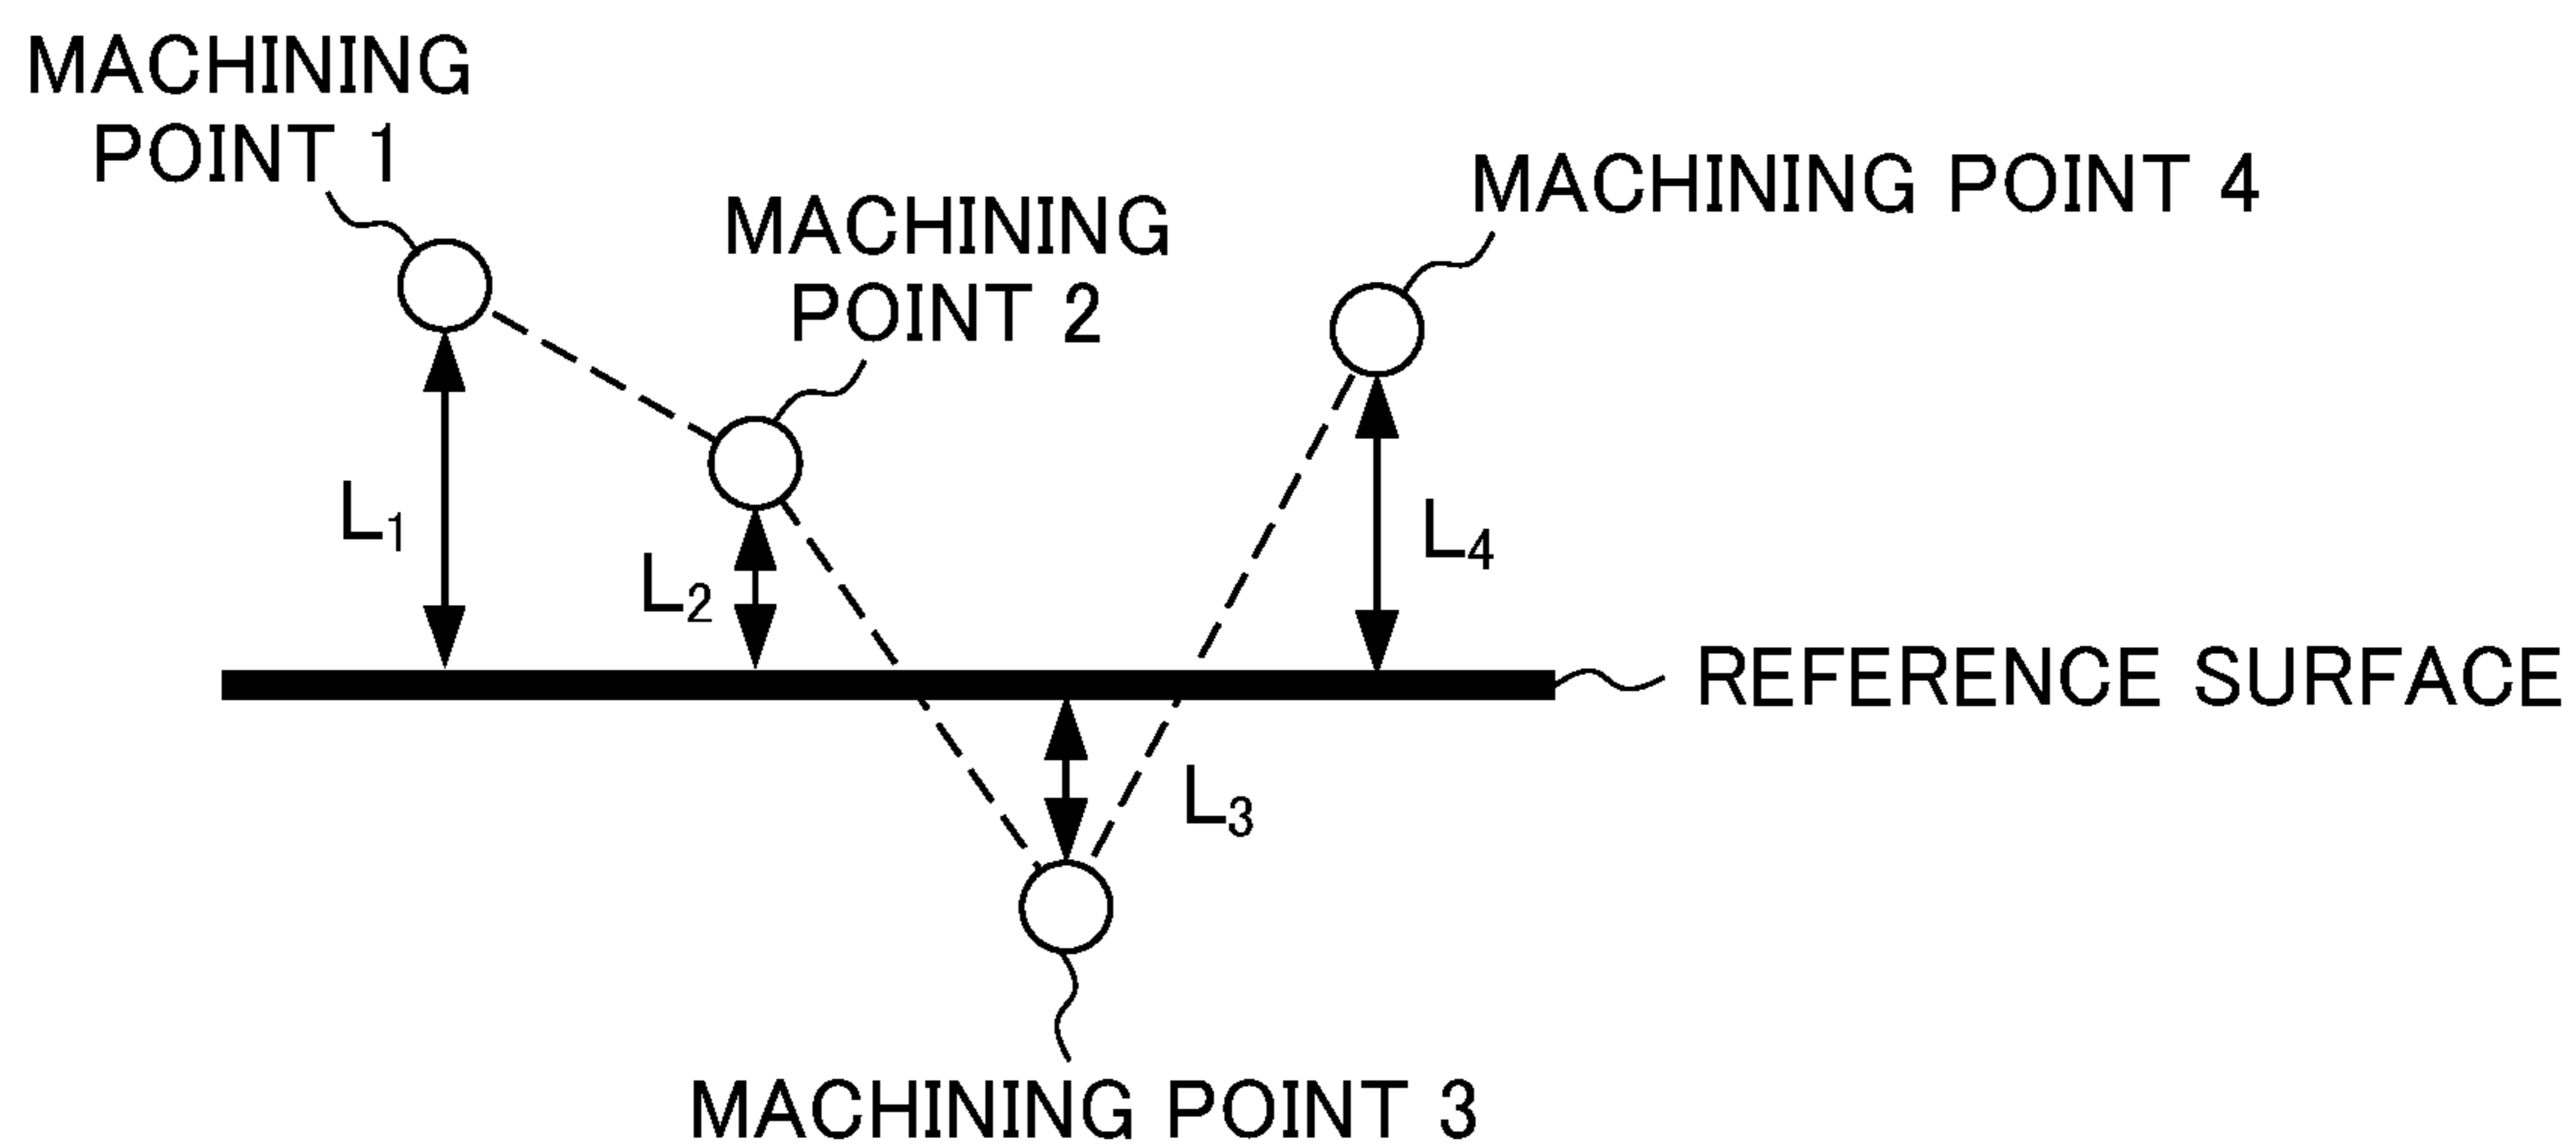 MACHINING
POINT 1
MACHINING
POINT 2
MACHINING POINT 4
L1
L2
L4
REFERENCE SURFACE
L3
MACHINING POINT 3